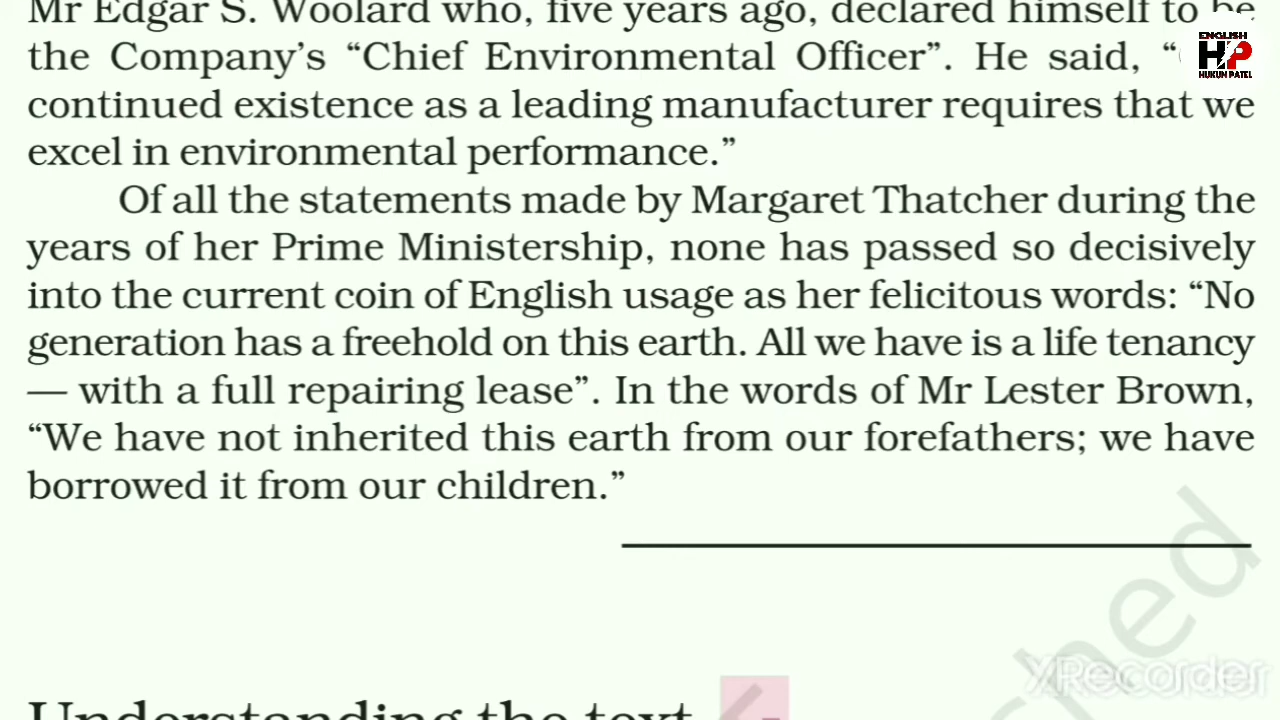 Mr Edgar S. Woolard who, five years ago, declared himself to be
the Company’s “Chief Environmental Officer”. He said, “
continued existence as a leading manufacturer requires that we
excel in environmental performance.”
Of all the statements made by Margaret Thatcher during the
years of her Prime Ministership, none has passed so decisively
into the current coin of English usage as her felicitous words: “No
generation has a freehold on this earth. All we have is a life tenancy
— with a full repairing lease”. In the words of Mr Lester Brown,
“We have not inherited this earth from our forefathers; we have
borrowed it from our children.”
Understanding the text
ENGLISH
HP
HUKUN PATEL
XRecorder